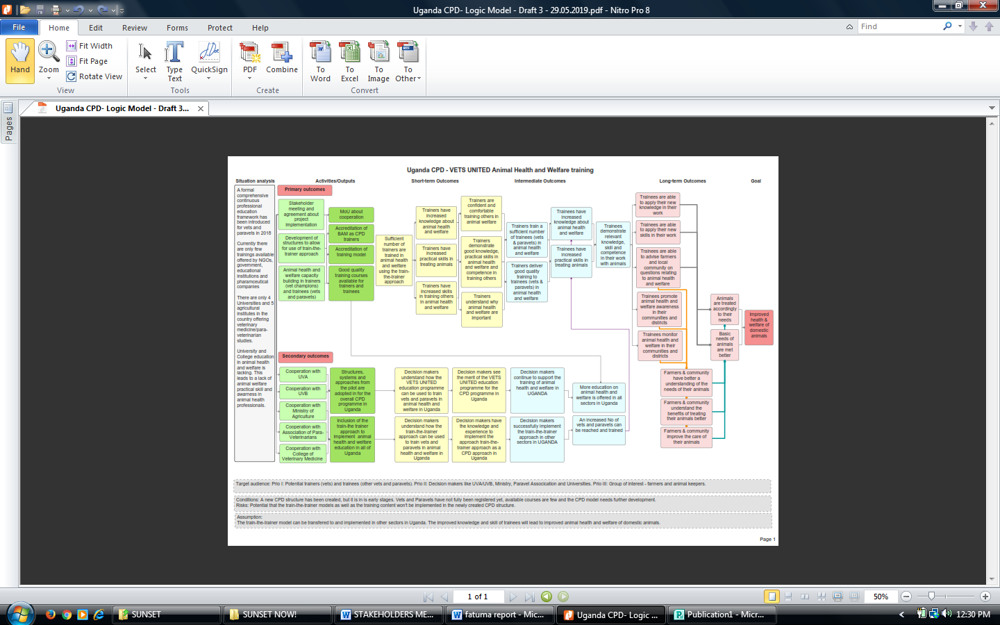 Uganda CPD- Logic Model - Draft 3 - 29.05.2019.pdf - Nitro Pro 8
File
Home
Edit
Review
Forms
Protect
Help
Find
Hand
Zoom
Fit Width
Fit Page
Rotate View
View
Select
Type
Text
QuickSign
Tools
PDF
Combine
Create
To
Word
To
Excel
To
Image
To
Other
Convert
Pages
Uganda CPD- Logic Model - Draft 3...
Uganda CPD - VETS UNITED Animal Health and Welfare training
Situation analysis
Activities/Outputs
Short-term Outcomes
Intermediate Outcomes
Long-term Outcomes
Goal
A formal
comprehensive
continuous
professional
education
framework has
been introduced
for vets and
paravets in 2016
Currently there
are only few
trainings available
offered by NGOs,
government,
educational
institutions and
pharamceutical
companies
There are only 4
Universities and 5
agricultural
institutes in the
country offering
veterinary
medicine/para-
veterinarian
studies.
University and
College education
in animal health
and welfare is
lacking. This
leads to a lack of
animal welfare
practical skill and
awarness in
animal health
professionals.
Primary outcomes
Stakeholder
meeting and
agreement about
project
implementation
Development of
structures to allow
for use of train-the-
trainer approach
Animal health and
welfare capacity
building in trainers
(vet champions)
and trainees (vets
and paravets)
MoU about
cooperation
Accreditation of
BAM as CPD
trainers
Accreditation of
training model
Good quality
training courses
available for
trainers and
trainees
Sufficient
number of
trainers are
trained in
animal health
and welfare
using the train-
the-trainer
approach
Trainers have
increased
knowledge about
animal health
and welfare
Trainers have
increased
practical skills in
treating animals
Trainers have
increased skills
in training others
in animal health
and welfare
Trainers are
confident and
comfortable
training others in
animal welfare
Trainers
demonstrate
good knowledge,
practical skills in
animal health
and welfare and
competence in
training others
Trainers
understand why
animal health
and welfare are
important
Trainers train a
sufficient number
of trainees (vets
& paravets) in
animal health
and welfare
Trainers deliver
good quality
training to
trainees (vets &
paravets) in
animal health
and welfare
Trainees have
increased
knowledge about
animal health
and welfare
Trainees have
increased
practical skills in
treating animals
Trainees
demonstrate
relevant
knowledge,
skill and
competence
in their work
with animals
Trainees are able
to apply their new
knowledge in their
work
Trainees are able
to apply their new
skills in their work
Trainees are able
to advise farmers
and local
community on
questions relating
to animal health
and welfare
Trainees promote
animal health and
welfare awareness
in their
communities and
districts
Trainees monitor
animal health and
welfare in their
communities and
districts
Animals
are treated
accordingly
to their
needs
Basic
needs of
animals
are met
better
Improved
health &
welfare of
domestic
animals
Farmers & community
have better a
understanding of the
needs of their animals
Farmers & community
understand the
benefits of treating
their animals better
Farmers & community
improve the care of
their animals
Secondary outcomes
Cooperation with
UVA
Cooperation with
UVB
Cooperation with
Ministry of
Agriculture
Cooperation with
Association of Para-
Veterinarians
Cooperation with
College of
Veterinary Medicine
Structures,
systems and
approaches from
the pilot are
adopted in for the
overall CPD
programme in
Uganda
Inclusion of the
train-the trainer
approach to
implement animal
health and welfare
education in all of
Uganda
Decision makers
understand how the
VETS UNITED
education programme
can be used to train
vets and paravets in
animal health and
welfare in Uganda
Decision makers
understand how the
train-the-trainer
approach can be used
to train vets and
paravets in animal
health and welfare in
Uganda
Decision makers see
the merit of the VETS
UNITED education
programme for the
CPD programme in
Uganda
Decision makers have
the knowledge and
experience to
implement the
approach train-the-
trainer approach as a
CPD approach in
Uganda
Decision makers
continue to support the
training of animal
health and welfare in
UGANDA
Decision makers
successfully implement
the train-the-trainer
approach in other
sectors in UGANDA
More education on
animal health and
welfare is offered in all
sectors in Uganda
An increased No of
vets and paravets can
be reached and trained
Target audience: Prio I: Potential trainers (vets) and trainees (other vets and paravets). Prio II: Decision makers like UVA/UVB, Ministry, Paravet Assocication and Universities. Prio III: Group of interest - farmers and animal keepers.
Conditions: A new CPD structure has been created, but it is in is early stages. Vets and Paravets have not fully been registered yet, available courses are few and the CPD model needs further development.
Risks: Potential that the train-the-trainer models as well as the training content won't be implemented in the newly created CPD structure.
Assumption:
The train-the-trainer model can be transfered to and implemented in other sectors in Uganda. The improved knowledge and skill of trainees will lead to improved animal health and welfare of domestic animals.
Page 1
1 of 1
50%
SUNSET
SUNSET NOW!
STAKEHOLDERS ME...
fatuma report - Mic...
Uganda CPD- Logic ...
Publication1 - Micr...
12:30 PM